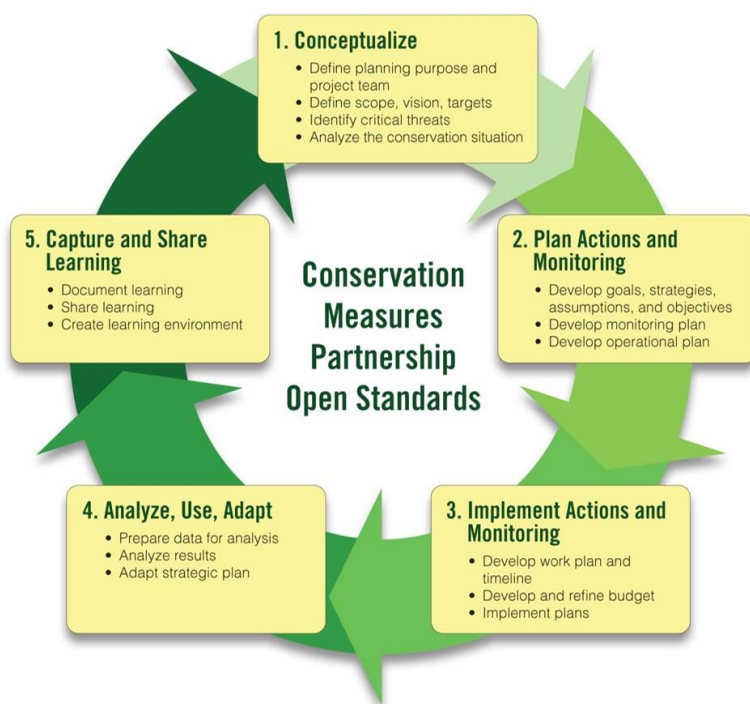 1. Conceptualize
• Define planning purpose and
project team
• Define scope, vision, targets
• Identify critical threats
• Analyze the conservation situation
2. Plan Actions and
Monitoring
• Develop goals, strategies,
assumptions, and objectives
• Develop monitoring plan
• Develop operational plan
3. Implement Actions and
Monitoring
• Develop work plan and
timeline
• Develop and refine budget
• Implement plans
4. Analyze, Use, Adapt
• Prepare data for analysis
• Analyze results
• Adapt strategic plan
5. Capture and Share
Learning
• Document learning
• Share learning
• Create learning environment
Conservation
Measures
Partnership
Open Standards